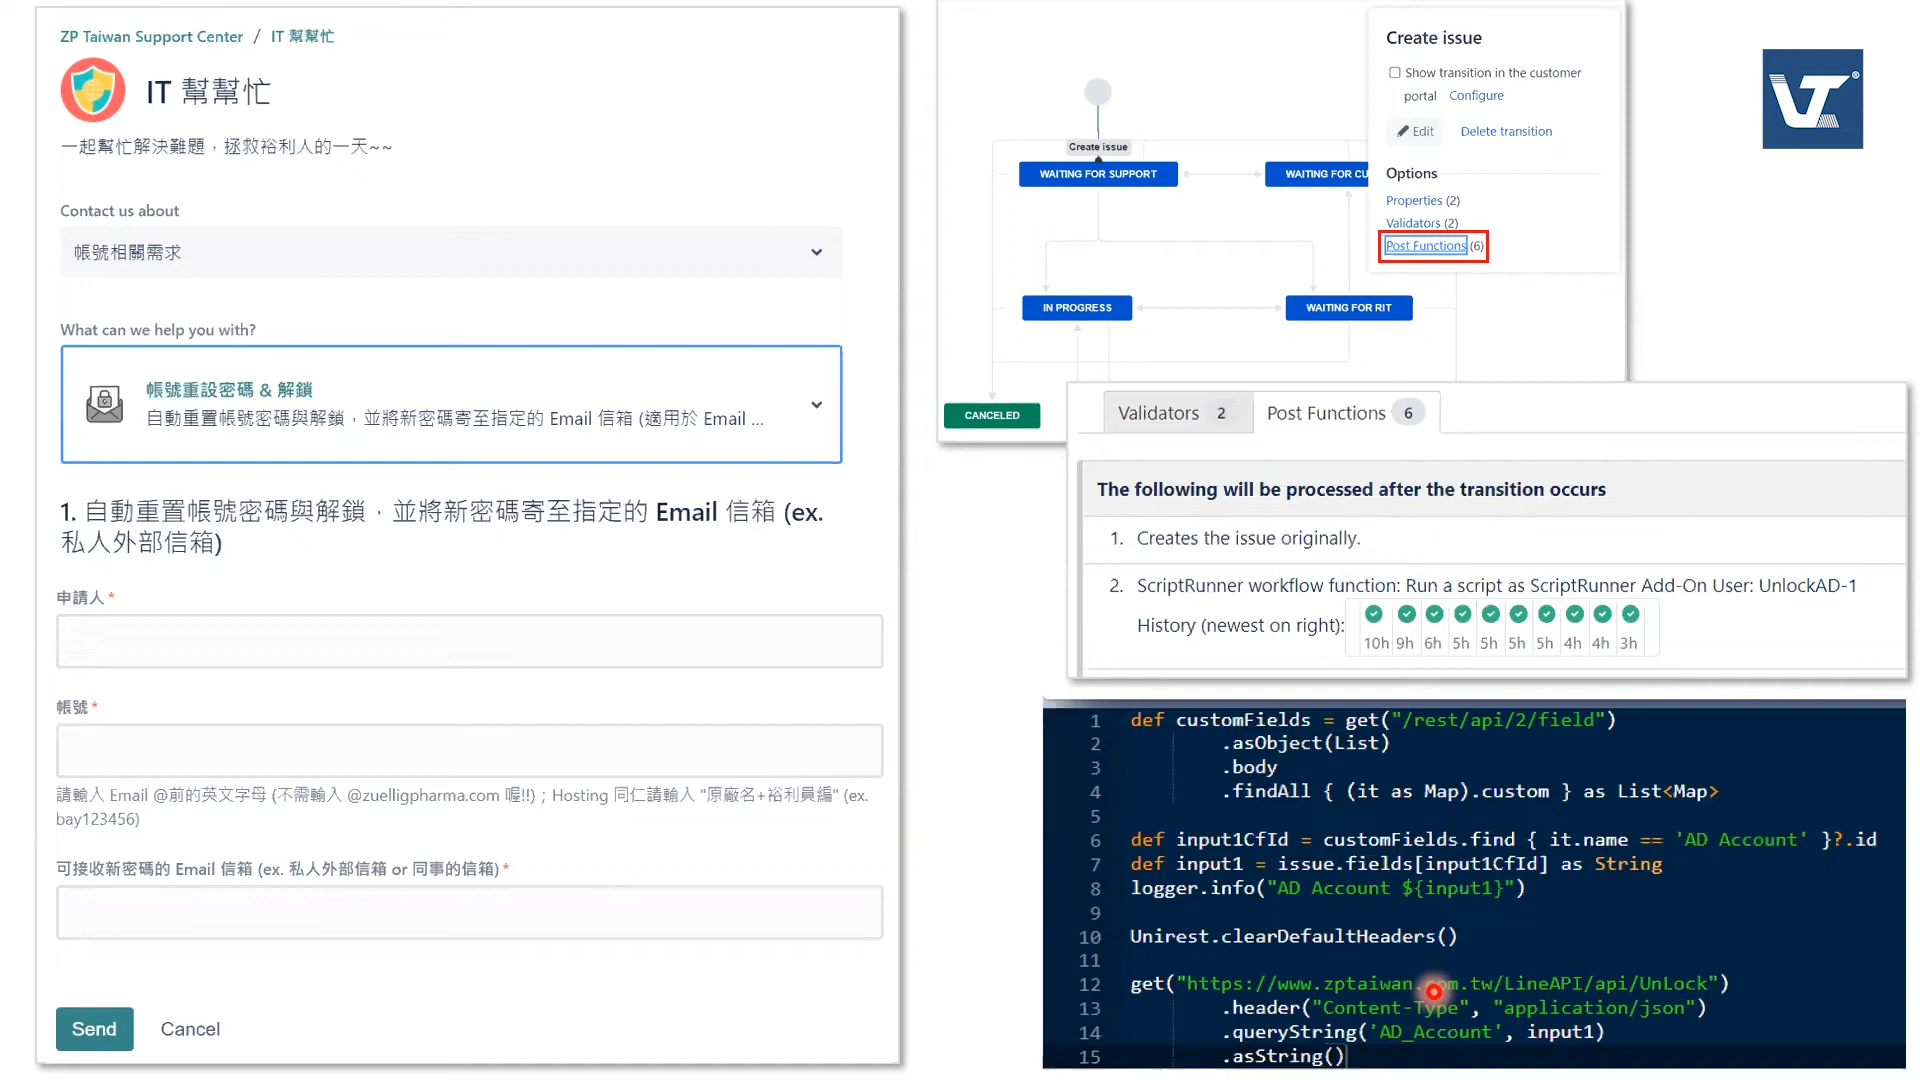 ZP Taiwan Support Center / IT 幫幫忙
IT 幫幫忙
一起幫忙解決難題，拯救裕利人的一天~~
Contact us about
帳號相關需求
What can we help you with?
帳號重設密碼 & 解鎖
自動重置帳號密碼與解鎖，並將新密碼寄至指定的 Email 信箱 (適用於 Email ...
1. 自動重置帳號密碼與解鎖，並將新密碼寄至指定的 Email 信箱 (ex.
私人外部信箱)
申請人 *
帳號 *
請輸入 Email @前的英文字母 (不需輸入 @zuelligpharma.com 喔!!)；Hosting 同仁請輸入 "原廠名+裕利員編" (ex.
bay123456)
可接收新密碼的 Email 信箱 (ex. 私人外部信箱 or 同事的信箱) *
Send Cancel
Create issue
WAITING FOR SUPPORT
WAITING FOR CU
IN PROGRESS
WAITING FOR RIT
CANCELED
Create issue
Show transition in the customer
portal Configure
Edit Delete transition
Options
Properties (2)
Validators (2)
Post Functions (6)
VT®
Validators 2 Post Functions 6
The following will be processed after the transition occurs
1. Creates the issue originally.
2. ScriptRunner workflow function: Run a script as ScriptRunner Add-On User: UnlockAD-1
History (newest on right):
10h 9h 6h 5h 5h 5h 5h 4h 4h 3h
1 def customFields = get("/rest/api/2/field")
2 .asObject(List)
3 .body
4 .findAll { (it as Map).custom } as List<Map>
5
6 def input1CfId = customFields.find { it.name == 'AD Account' }?.id
7 def input1 = issue.fields[input1CfId] as String
8 logger.info("AD Account ${input1}")
9
10 Unirest.clearDefaultHeaders()
11
12 get("https://www.zptaiwan.com.tw/LineAPI/api/UnLock")
13 .header("Content-Type", "application/json")
14 .queryString('AD_Account', input1)
15 .asString()